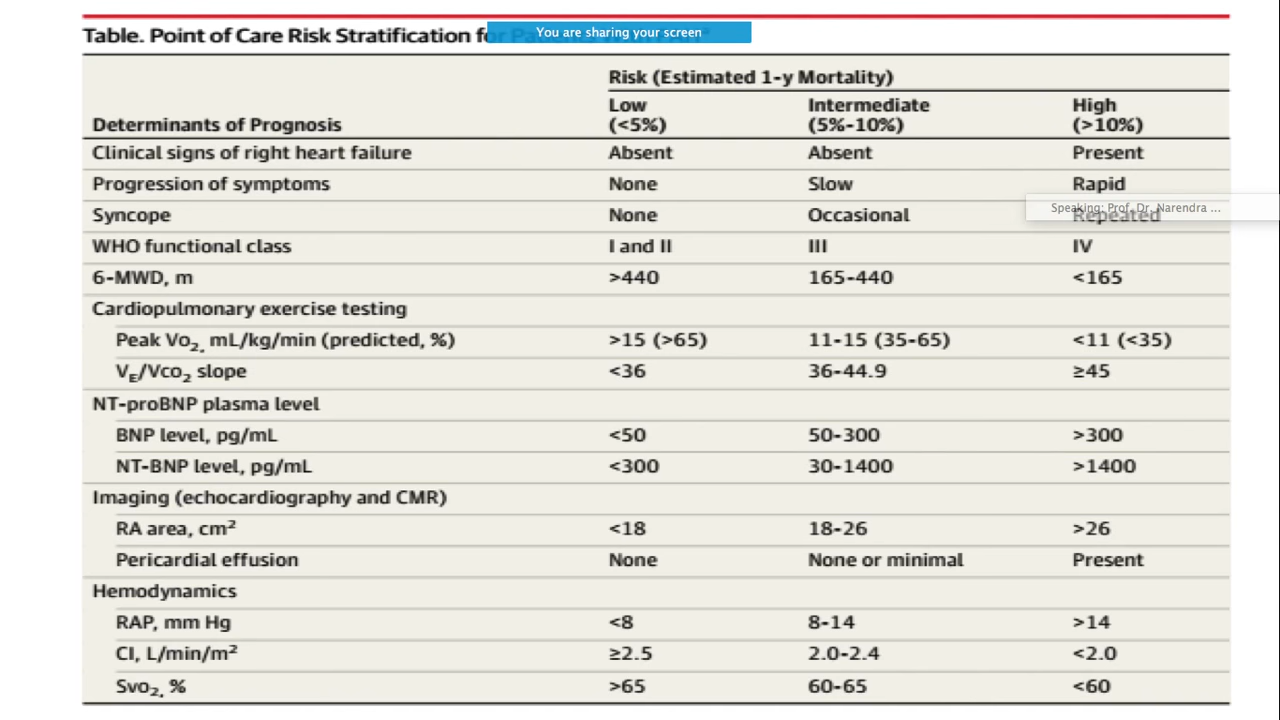 Table. Point of Care Risk Stratification for
You are sharing your screen
Risk (Estimated 1-y Mortality)
Determinants of Prognosis Low (<5%) Intermediate (5%-10%) High (>10%)
Clinical signs of right heart failure Absent Absent Present
Progression of symptoms None Slow Rapid
Syncope None Occasional Repeated
Speaking: Prof. Dr. Narendra ...
WHO functional class I and II III IV
6-MWD, m >440 165-440 <165
Cardiopulmonary exercise testing
Peak Vo2, mL/kg/min (predicted, %) >15 (>65) 11-15 (35-65) <11 (<35)
VE/Vco2 slope <36 36-44.9 ≥45
NT-proBNP plasma level
BNP level, pg/mL <50 50-300 >300
NT-BNP level, pg/mL <300 30-1400 >1400
Imaging (echocardiography and CMR)
RA area, cm² <18 18-26 >26
Pericardial effusion None None or minimal Present
Hemodynamics
RAP, mm Hg <8 8-14 >14
CI, L/min/m² ≥2.5 2.0-2.4 <2.0
Svo2, % >65 60-65 <60